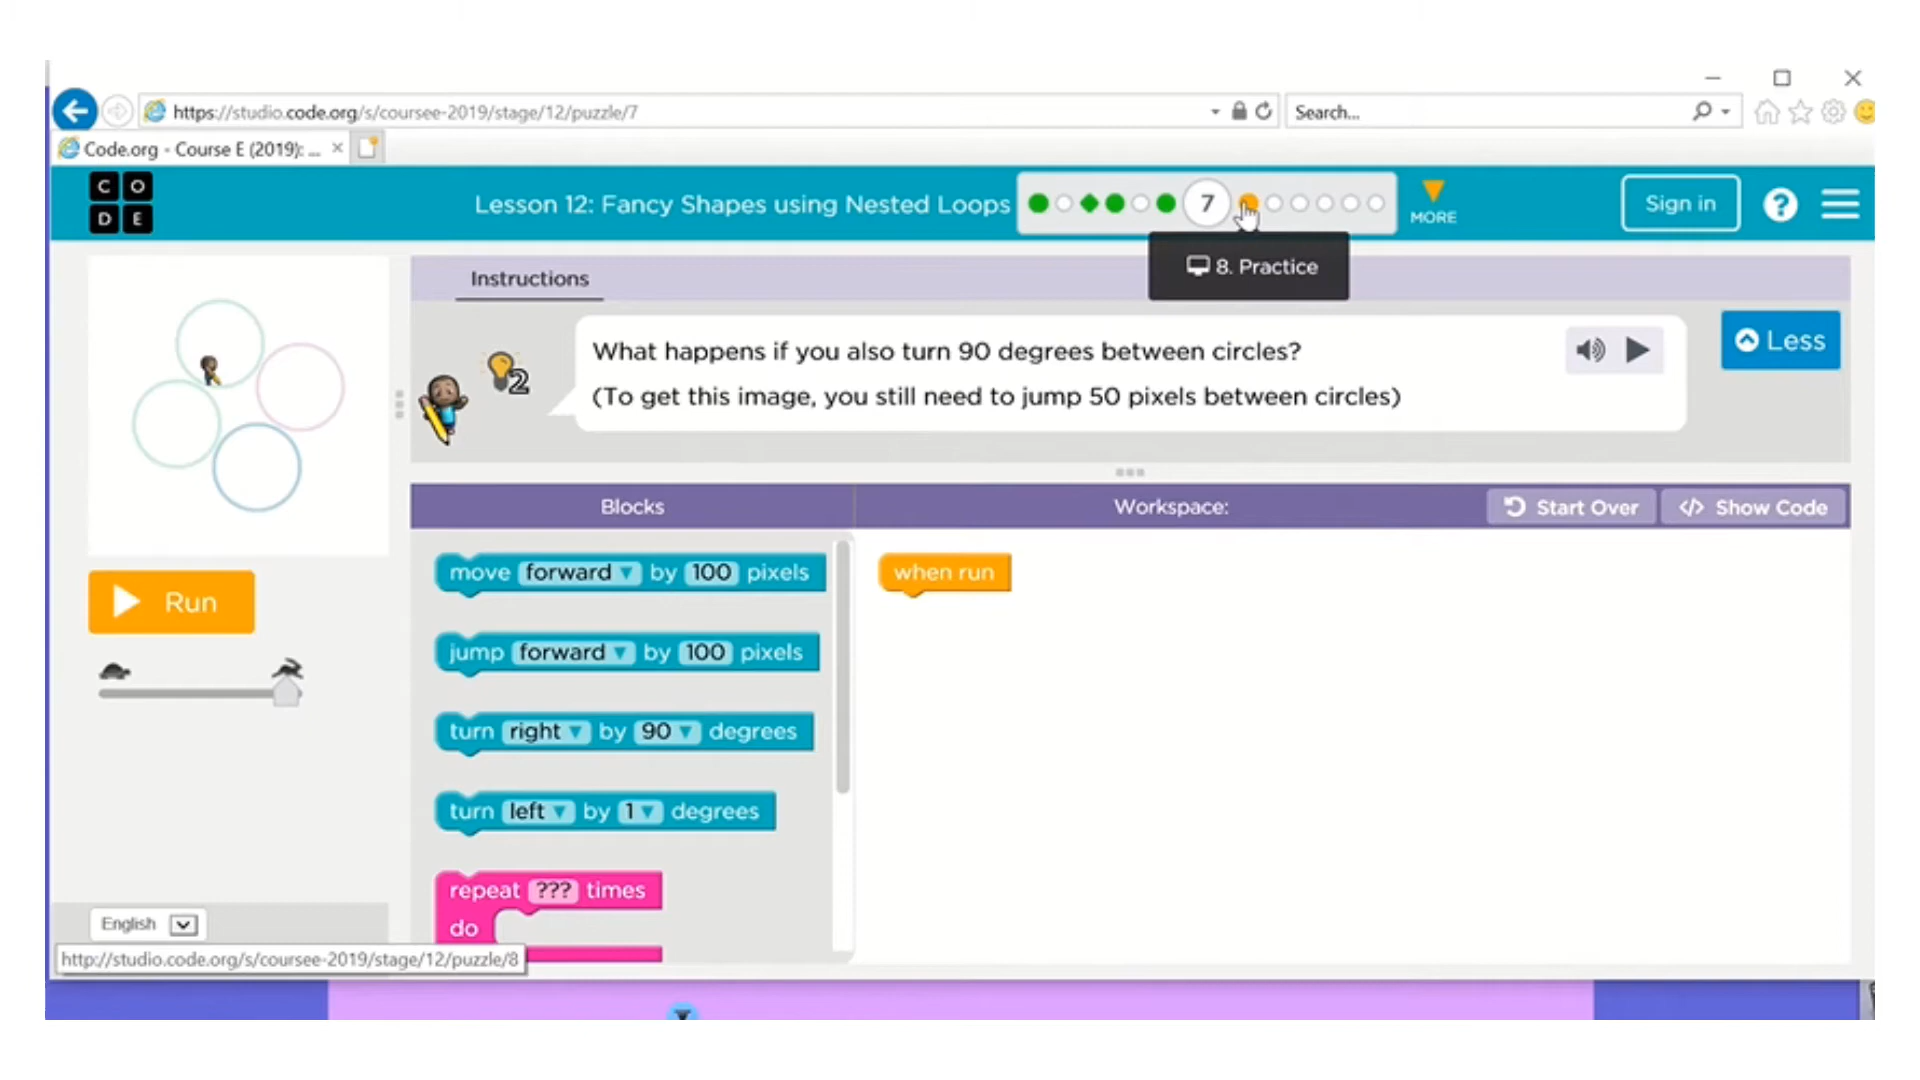 https://studio.code.org/s/coursee-2019/stage/12/puzzle/7
Search...
Code.org - Course E (2019): ...
C O
D E
Lesson 12: Fancy Shapes using Nested Loops
7
MORE
Sign in
?
8. Practice
Instructions
2
What happens if you also turn 90 degrees between circles?
(To get this image, you still need to jump 50 pixels between circles)
Less
Blocks
Workspace:
Start Over
</> Show Code
move forward by 100 pixels
when run
Run
jump forward by 100 pixels
turn right by 90 degrees
turn left by 1 degrees
repeat ??? times
do
English
http://studio.code.org/s/coursee-2019/stage/12/puzzle/8